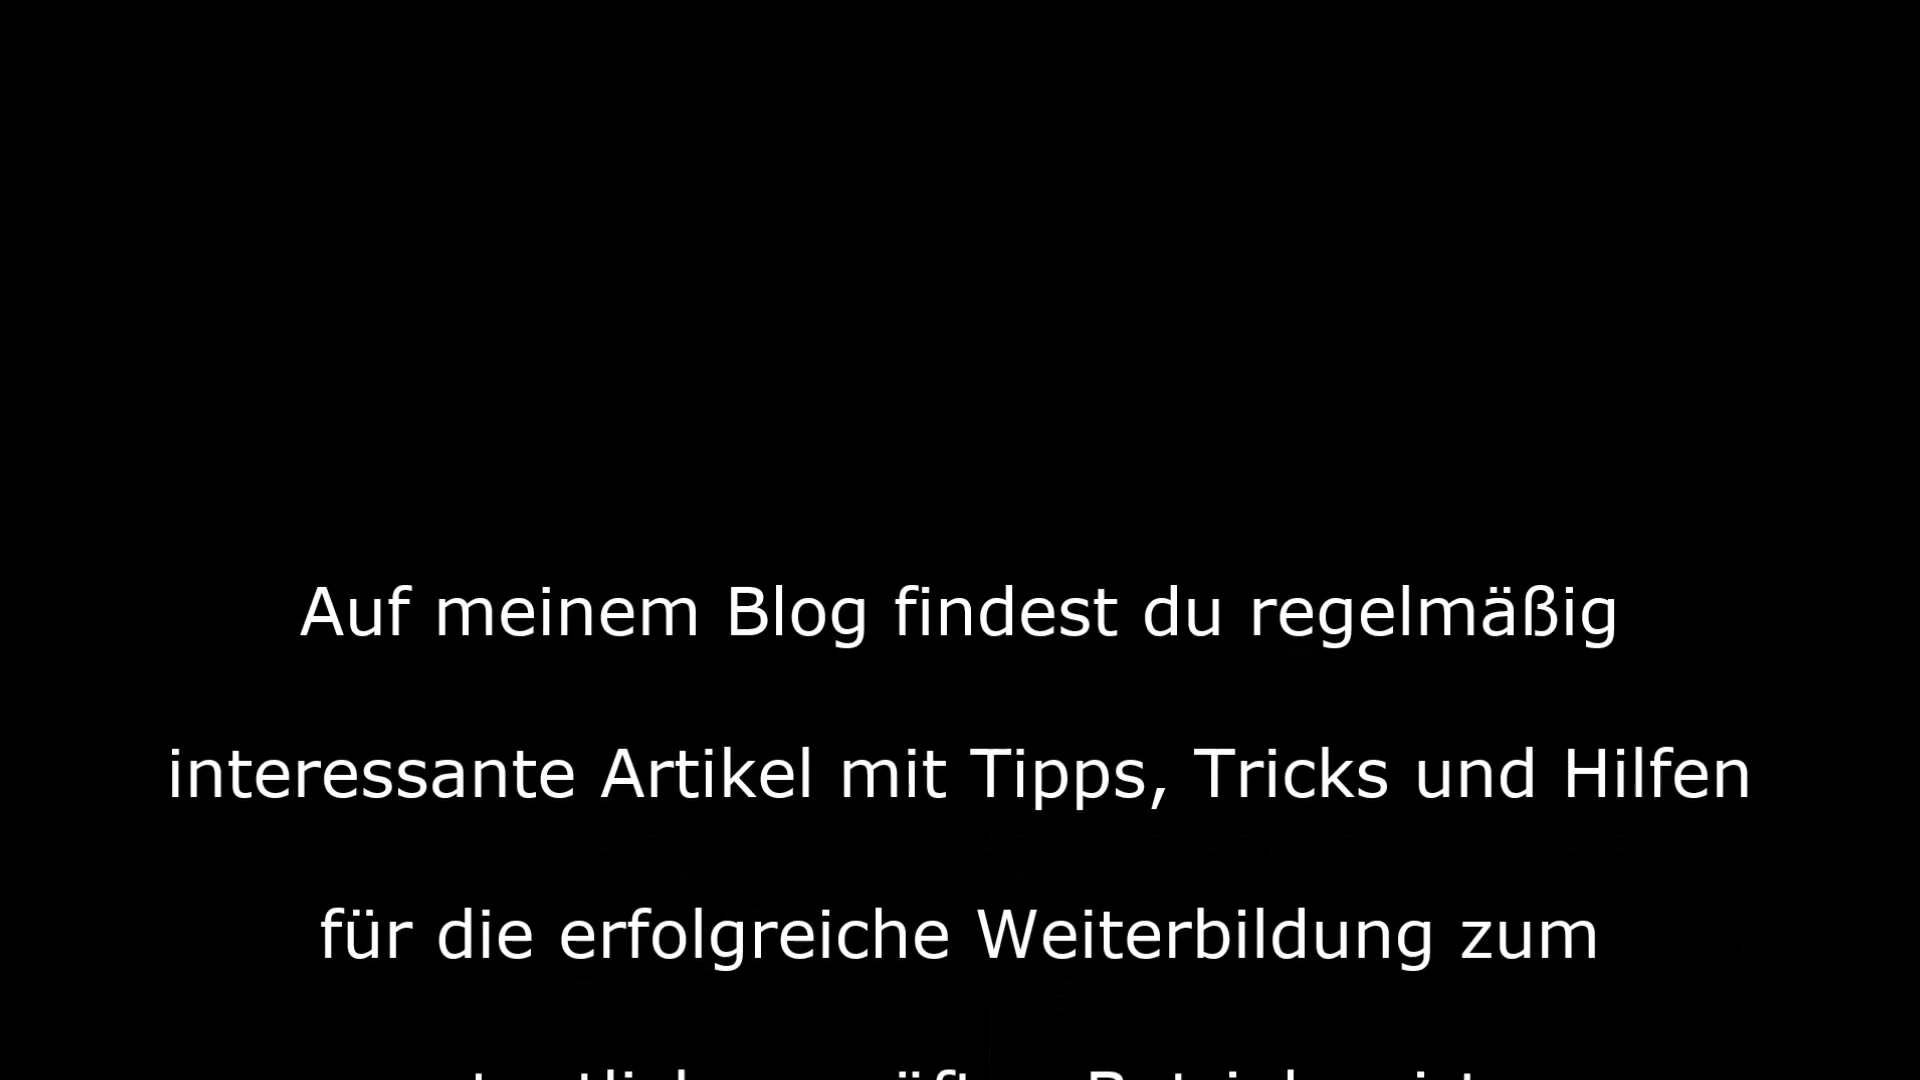 Auf meinem Blog findest du regelmäßig
interessante Artikel mit Tipps, Tricks und Hilfen
für die erfolgreiche Weiterbildung zum